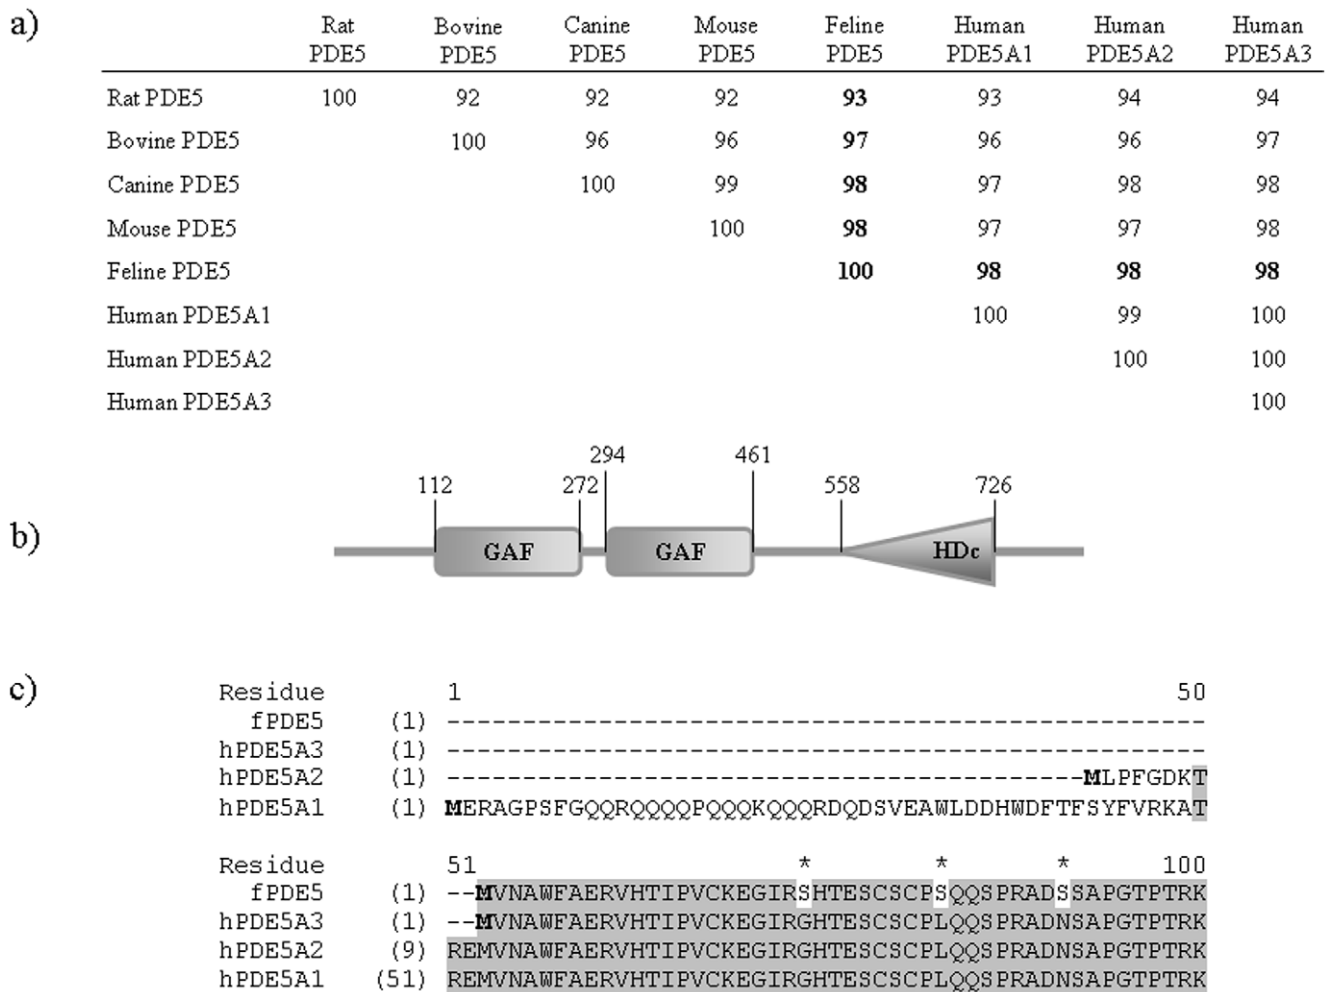 a)
Rat Bovine Canine Mouse Feline Human Human Human
PDE5 PDE5 PDE5 PDE5 PDE5 PDE5A1 PDE5A2 PDE5A3
Rat PDE5 100 92 92 92 93 93 94 94
Bovine PDE5 100 96 96 97 96 96 97
Canine PDE5 100 99 98 97 98 98
Mouse PDE5 100 98 97 97 98
Feline PDE5 100 98 98 98
Human PDE5A1 100 99 100
Human PDE5A2 100 100
Human PDE5A3 100
b)
294 461
112 272 558 726
GAF GAF HDc
c)
Residue 1 50
fPDE5 (1) --------------------------------------------------
hPDE5A3 (1) --------------------------------------------------
hPDE5A2 (1) ------------------------------------------MLPFGDKT
hPDE5A1 (1) MERAGPSFGQQRQQQQPQQQKQQQRDQDSVEAWLDDHWDFTFSYFVRKAT
Residue 51 * * * 100
fPDE5 (1) --MVNAWFAERVHTIPVCKEGIRSHTESCSCPSQQSPRADSSAPGTPTRK
hPDE5A3 (1) --MVNAWFAERVHTIPVCKEGIRGHTESCSCPLQQSPRADNSAPGTPTRK
hPDE5A2 (9) REMVNAWFAERVHTIPVCKEGIRGHTESCSCPLQQSPRADNSAPGTPTRK
hPDE5A1 (51) REMVNAWFAERVHTIPVCKEGIRGHTESCSCPLQQSPRADNSAPGTPTRK